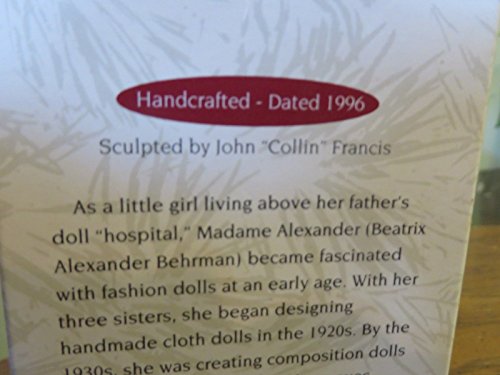 Handcrafted - Dated 1996
Sculpted by John "Collin" Francis
As a little girl living above her father's
doll "hospital," Madame Alexander (Beatrix
Alexander Behrman) became fascinated
with fashion dolls at an early age. With her
three sisters, she began designing
handmade cloth dolls in the 1920s. By the
1930s, she was creating composition dolls